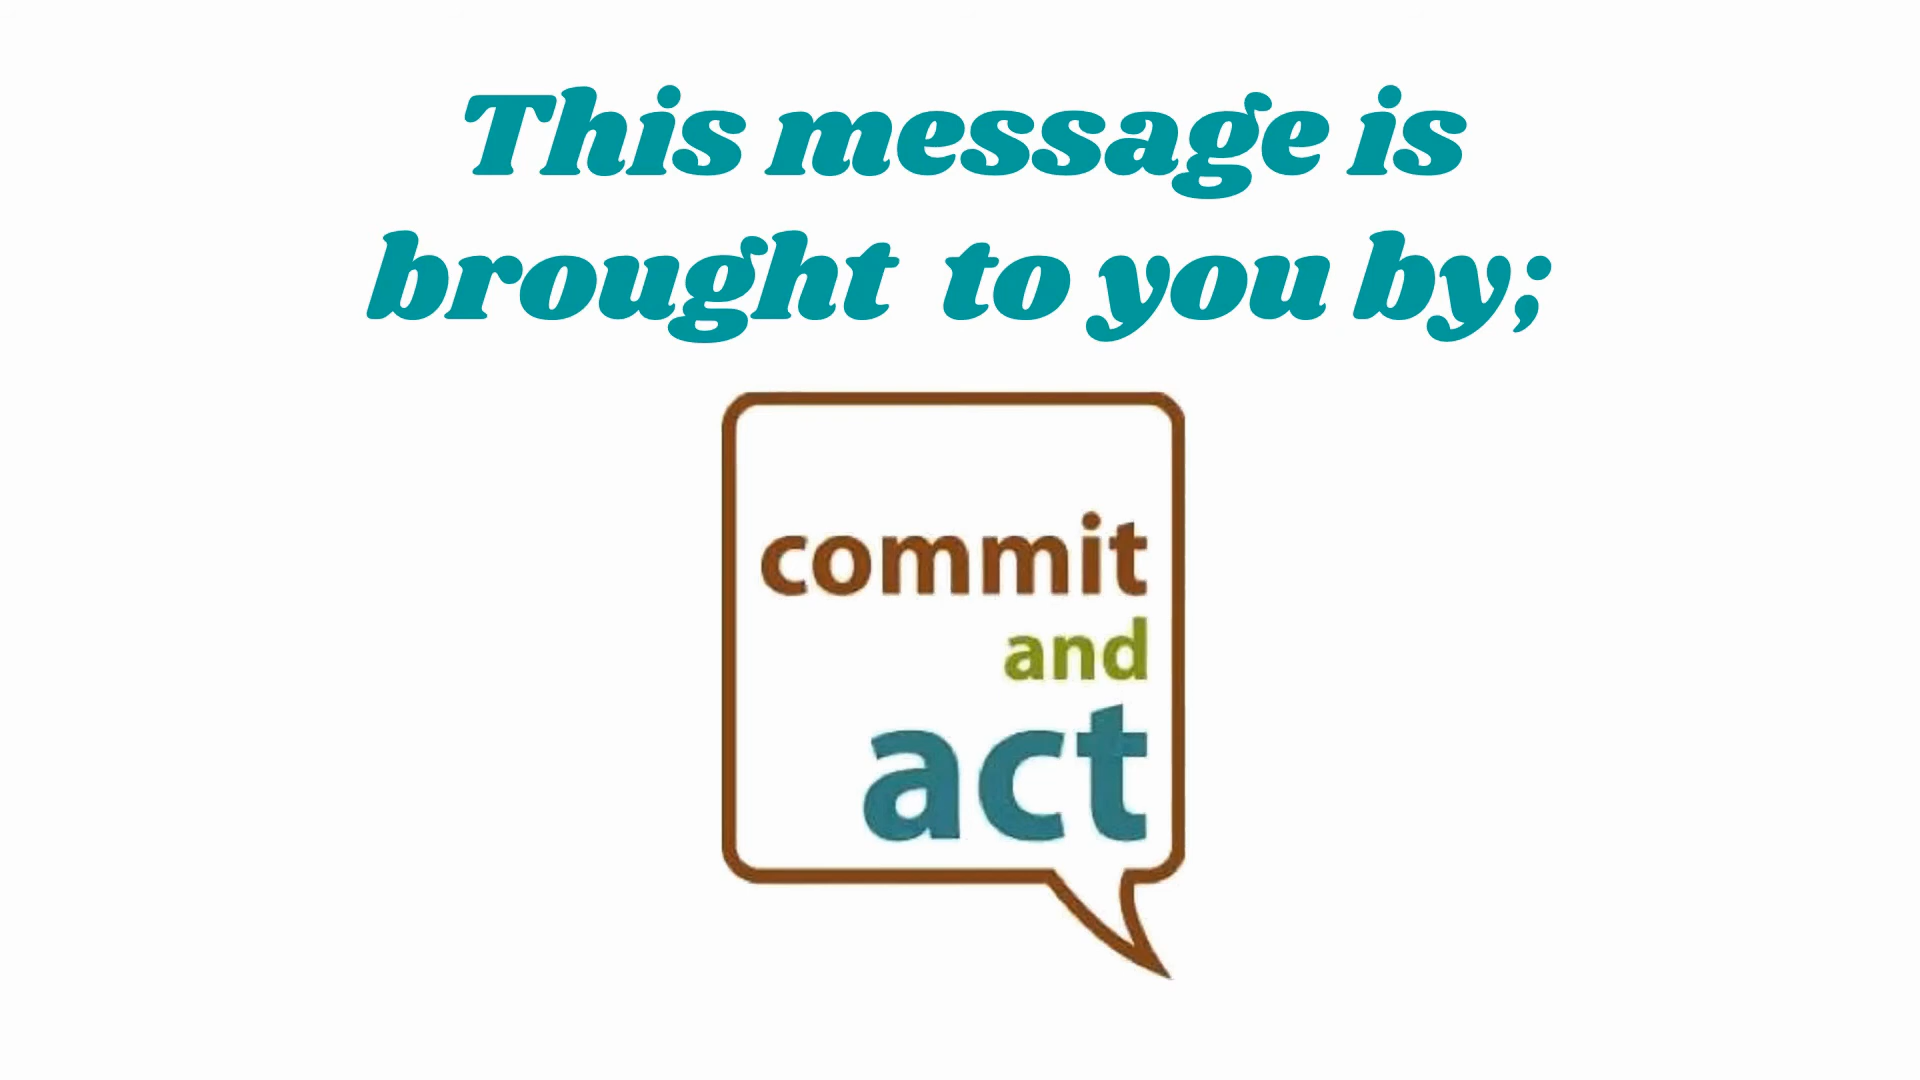 This message is
brought  to you by;
commit
and
act